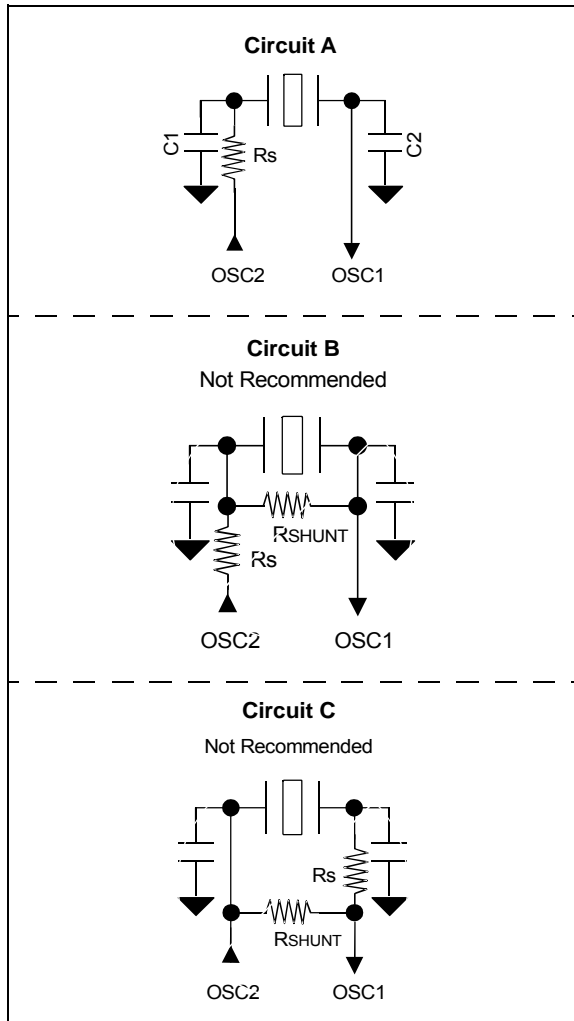 Circuit A
C1
Rs
C2
OSC2 OSC1
Circuit B
Not Recommended
RSHUNT
Rs
OSC2 OSC1
Circuit C
Not Recommended
Rs
RSHUNT
OSC2 OSC1